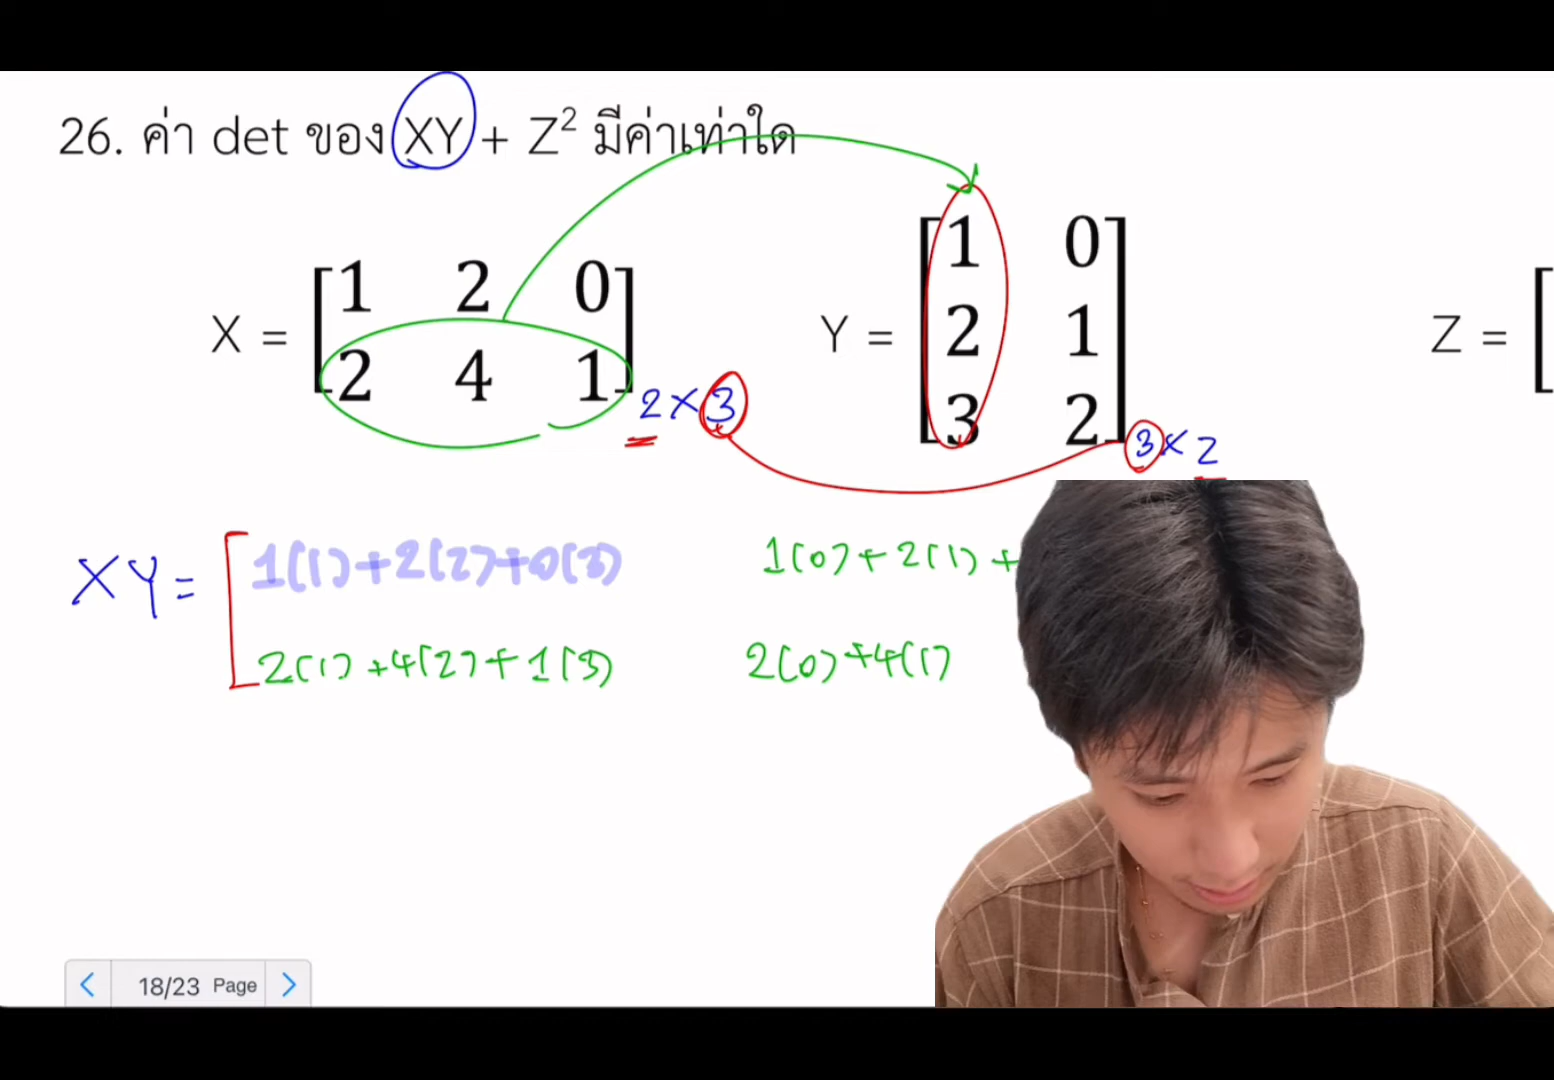 26. ค่า det ของ XY + Z² มีค่าเท่าใด
X = [1 2 0
2 4 1] 2×3
Y = [1 0
2 1
3 2] 3×2
Z = [
XY = [1(1)+2(2)+0(3) 1(0)+2(1)+
2(1)+4(2)+1(3) 2(0)+4(1)
18/23 Page